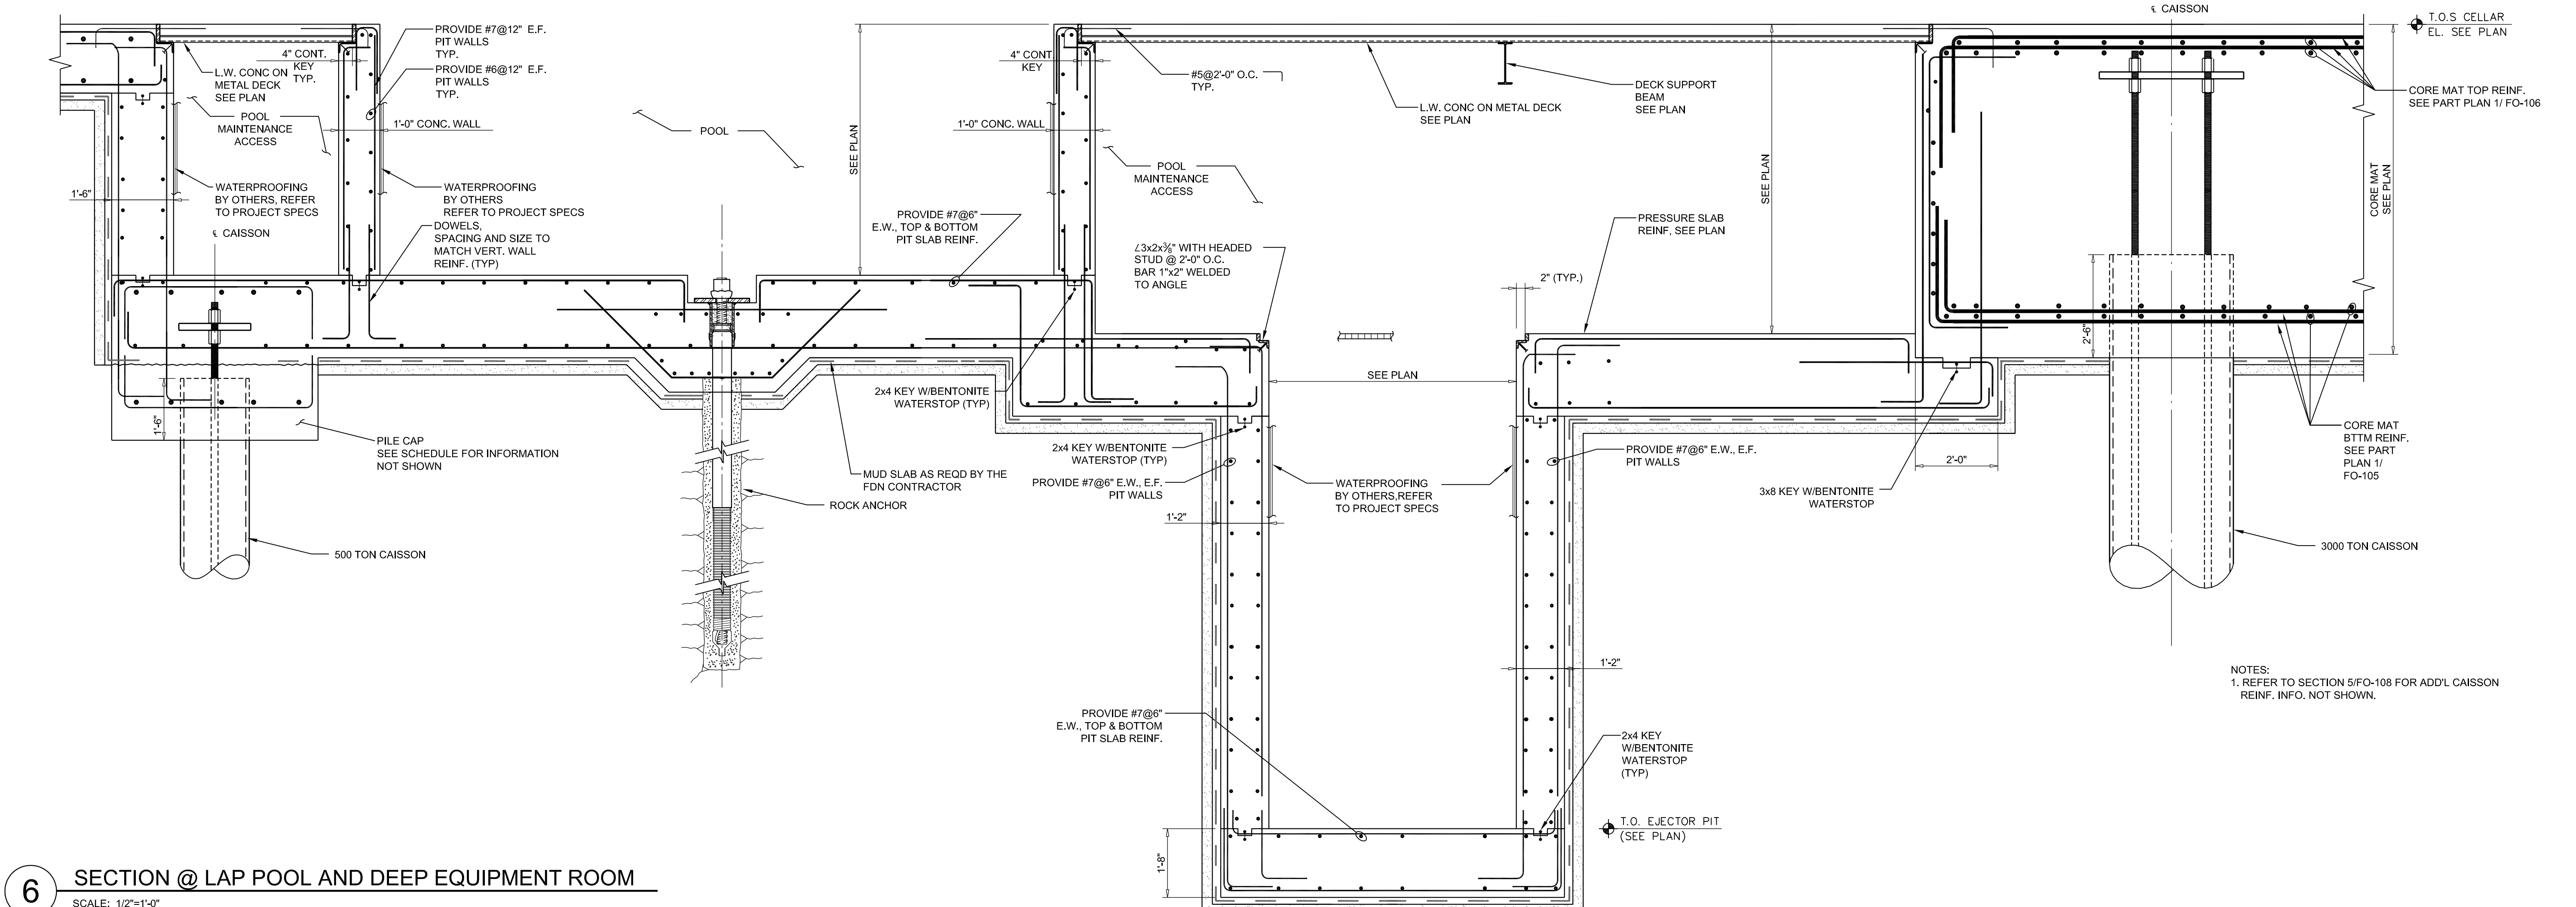 PROVIDE #7@12" E.F.
PIT WALLS
TYP.
4" CONT.
KEY
TYP.
PROVIDE #6@12" E.F.
PIT WALLS
TYP.
L.W. CONC ON
METAL DECK
SEE PLAN
POOL
MAINTENANCE
ACCESS
1'-0" CONC. WALL
WATERPROOFING
BY OTHERS, REFER
TO PROJECT SPECS
1'-6"
℄ CAISSON
WATERPROOFING
BY OTHERS
REFER TO PROJECT SPECS
DOWELS,
SPACING AND SIZE TO
MATCH VERT. WALL
REINF. (TYP)
POOL
SEE PLAN
4" CONT
KEY
1'-0" CONC. WALL
#5@2'-0" O.C.
TYP.
L.W. CONC ON METAL DECK
SEE PLAN
DECK SUPPORT
BEAM
SEE PLAN
POOL
MAINTENANCE
ACCESS
PROVIDE #7@6"
E.W., TOP & BOTTOM
PIT SLAB REINF.
∠3x2x⅜" WITH HEADED
STUD @ 2'-0" O.C.
BAR 1"x2" WELDED
TO ANGLE
PRESSURE SLAB
REINF, SEE PLAN
2" (TYP.)
SEE PLAN
SEE PLAN
℄ CAISSON
T.O.S CELLAR
EL. SEE PLAN
CORE MAT TOP REINF.
SEE PART PLAN 1/ FO-106
CORE MAT
SEE PLAN
2'-6"
CORE MAT
BTTM REINF.
SEE PART
PLAN 1/
FO-105
2'-0"
3x8 KEY W/BENTONITE
WATERSTOP
3000 TON CAISSON
1'-6"
PILE CAP
SEE SCHEDULE FOR INFORMATION
NOT SHOWN
500 TON CAISSON
2x4 KEY W/BENTONITE
WATERSTOP (TYP)
MUD SLAB AS REQD BY THE
FDN CONTRACTOR
ROCK ANCHOR
2x4 KEY W/BENTONITE
WATERSTOP (TYP)
PROVIDE #7@6" E.W., E.F.
PIT WALLS
1'-2"
WATERPROOFING
BY OTHERS,REFER
TO PROJECT SPECS
PROVIDE #7@6" E.W., E.F.
PIT WALLS
1'-2"
PROVIDE #7@6"
E.W., TOP & BOTTOM
PIT SLAB REINF.
2x4 KEY
W/BENTONITE
WATERSTOP
(TYP)
T.O. EJECTOR PIT
(SEE PLAN)
1'-8"
NOTES:
1. REFER TO SECTION 5/FO-108 FOR ADD'L CAISSON
REINF. INFO. NOT SHOWN.
6
SECTION @ LAP POOL AND DEEP EQUIPMENT ROOM
SCALE: 1/2"=1'-0"